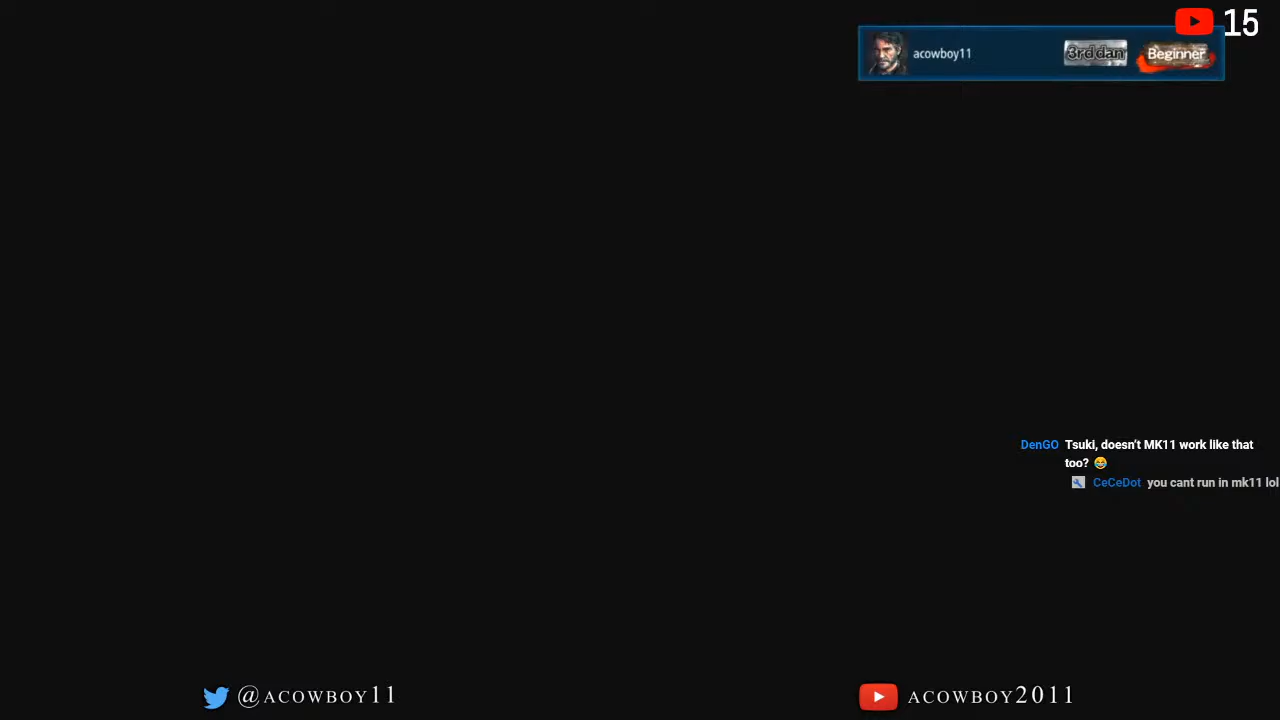 15
acowboy11 3rd dan Beginner
DenGO Tsuki, doesn't MK11 work like that
too? 😂
CeCeDot you cant run in mk11 lol
@ACOWBOY11
ACOWBOY2011